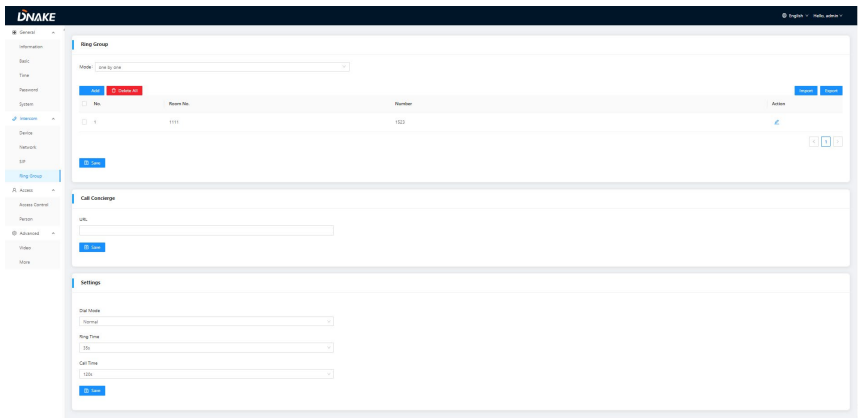 DNAKE
English
Hello, admin
General
Information
Basic
Time
Password
System
Intercom
Device
Network
SIP
Ring Group
Access
Access Control
Person
Advanced
Video
More
Ring Group
Mode
one by one
Add
Delete All
Import
Export
No.
Room No.
Number
Action
1
1111
1023
1
Save
Call Concierge
URL
Save
Settings
Dial Mode
Normal
Ring Time
Call Time
120s
Save